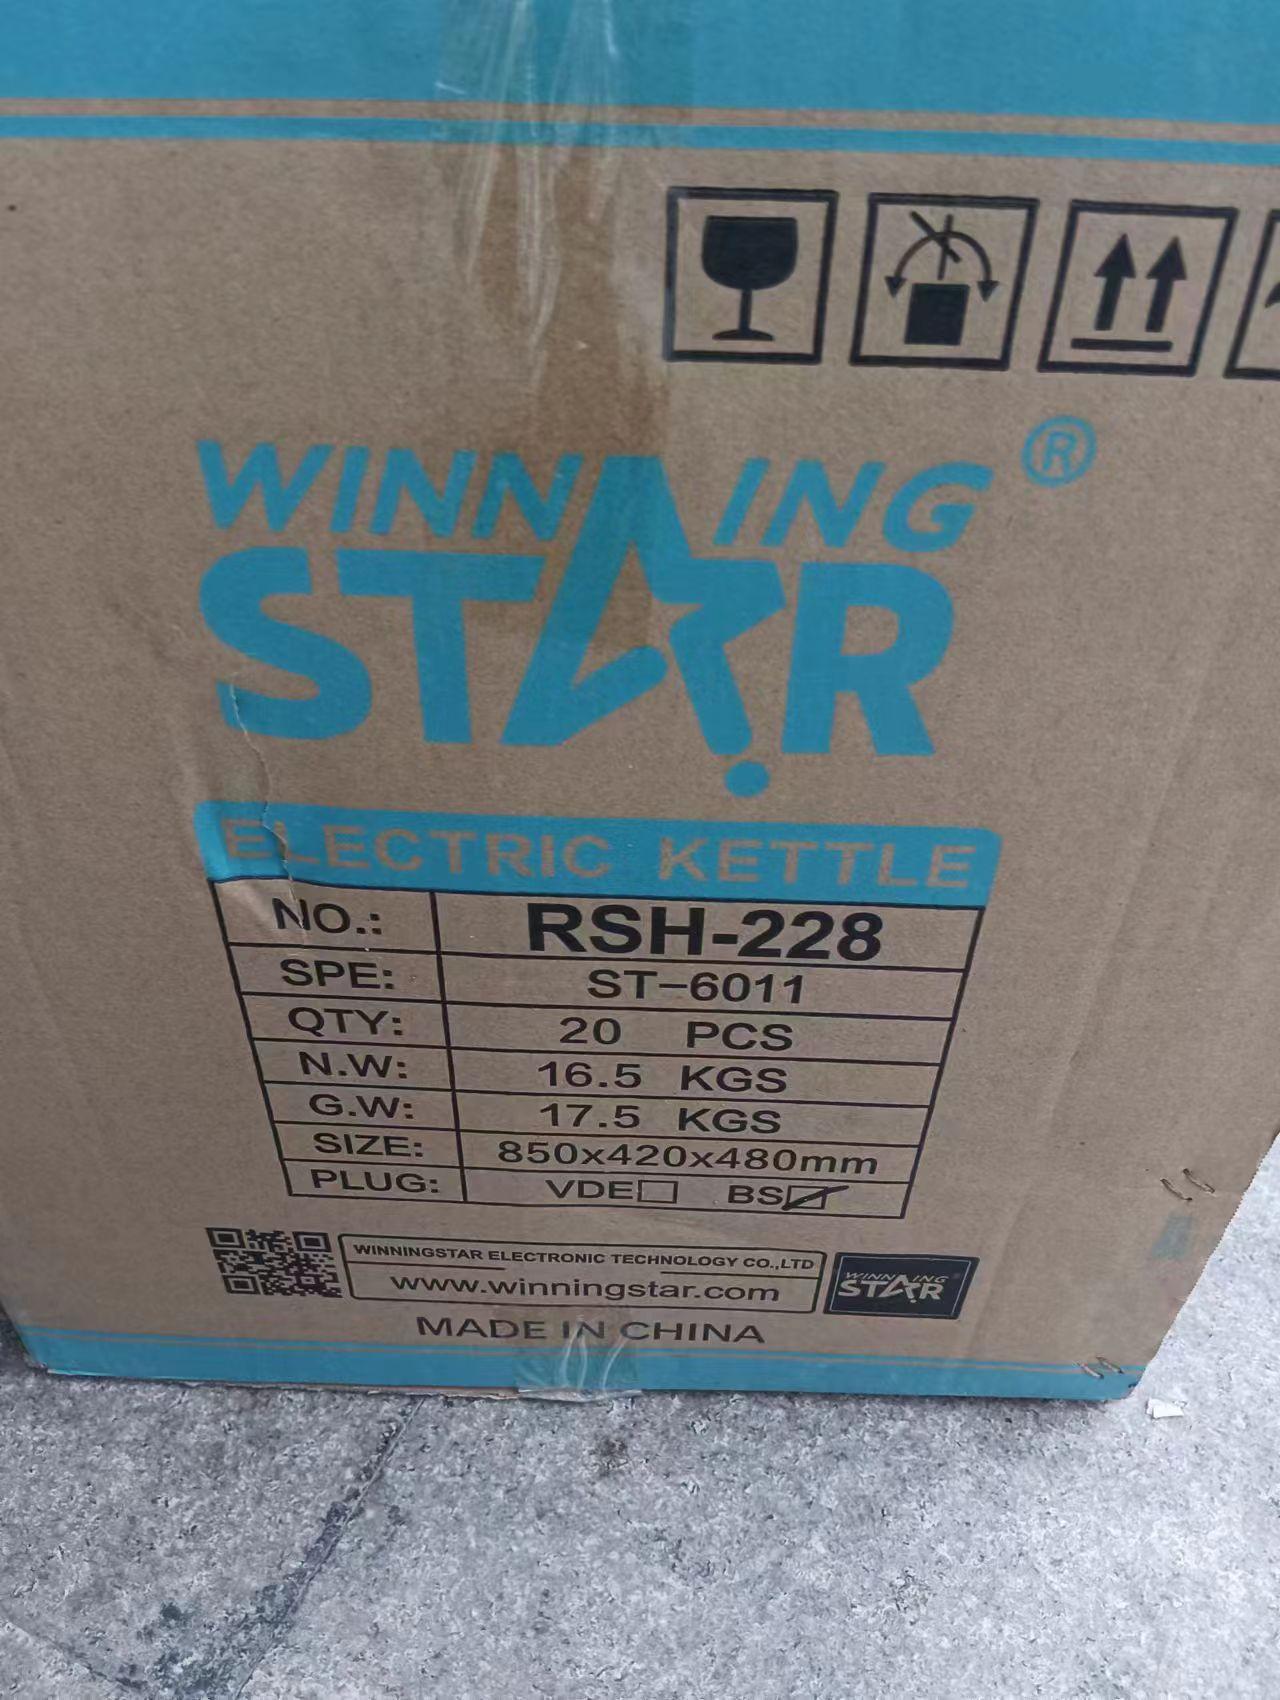 WINNING ®
STAR
ELECTRIC KETTLE
NO.: RSH-228
SPE: ST-6011
QTY: 20 PCS
N.W: 16.5 KGS
G.W: 17.5 KGS
SIZE: 850x420x480mm
PLUG: VDE BS
WINNINGSTAR ELECTRONIC TECHNOLOGY CO.,LTD
www.winningstar.com
WINNING ®
STAR
MADE IN CHINA